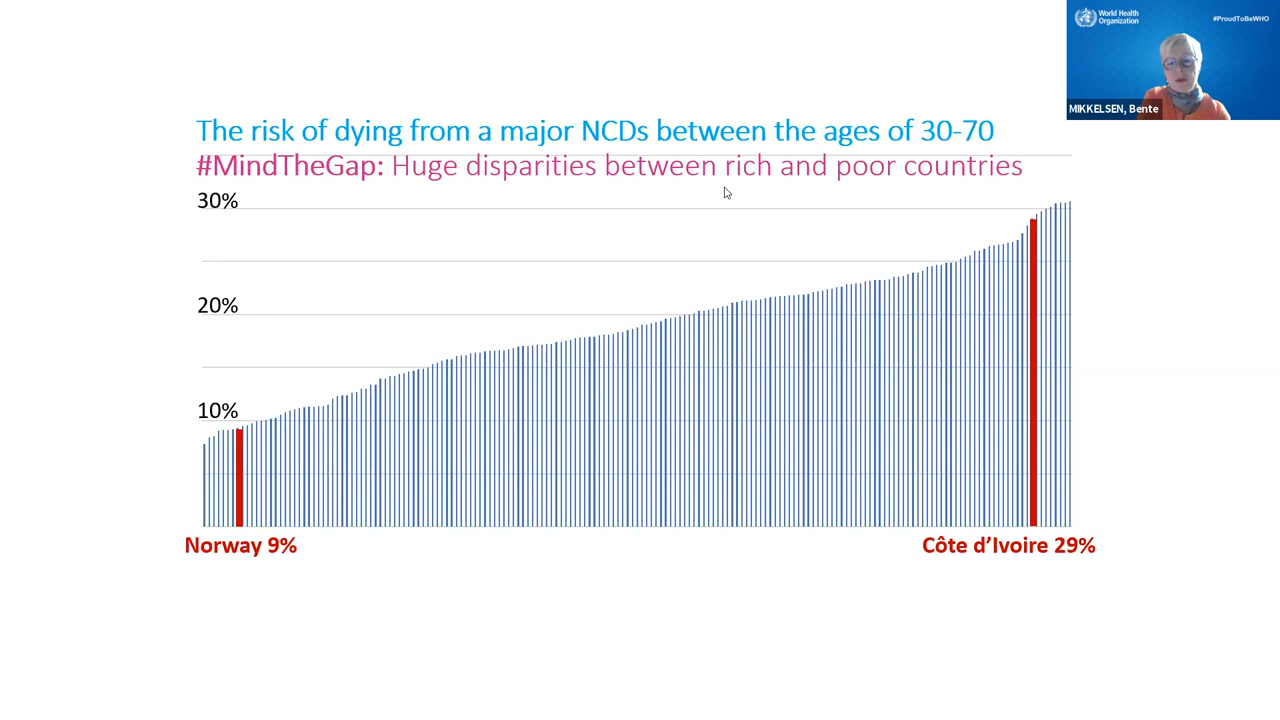 World Health
Organization
#ProudToBeWHO
MIKKELSEN, Bente
The risk of dying from a major NCDs between the ages of 30-70
#MindTheGap: Huge disparities between rich and poor countries
30%
20%
10%
Norway 9%
Côte d’Ivoire 29%